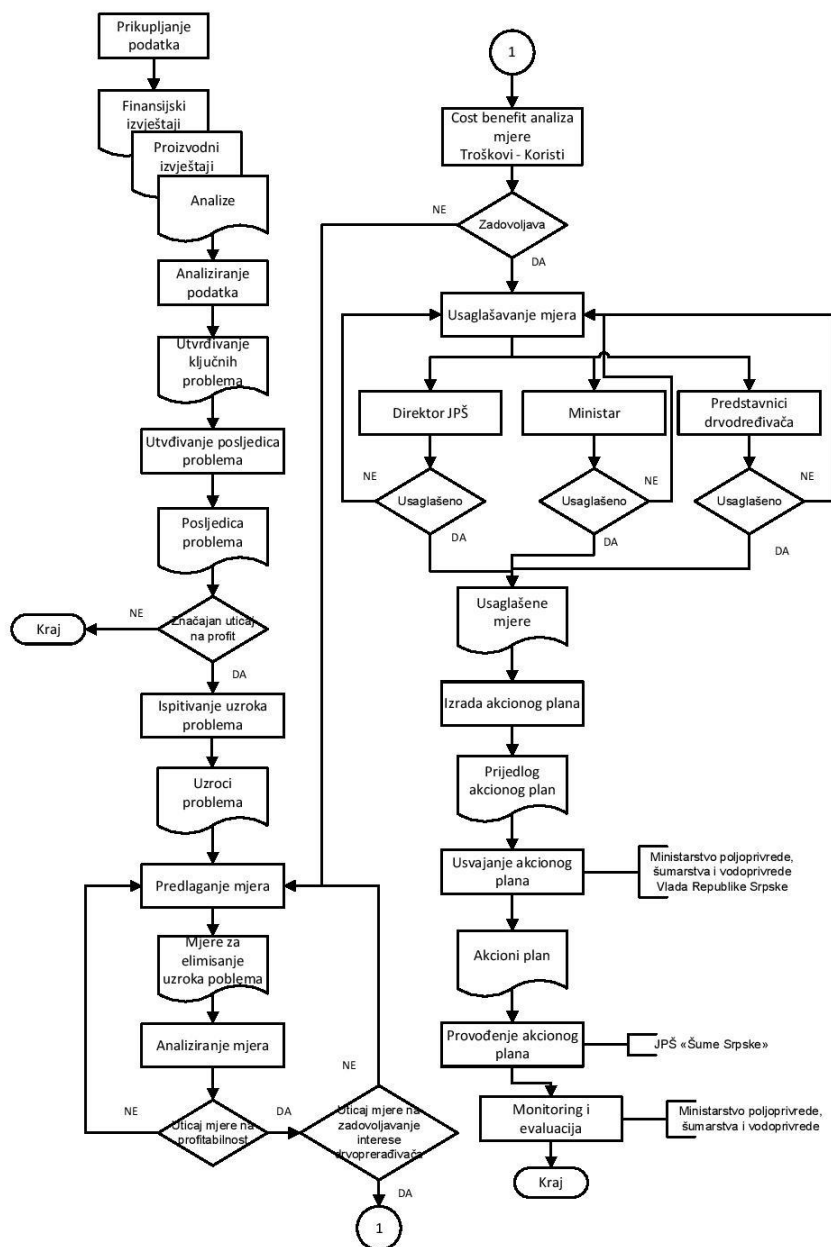 Prikupljanje
podatka
Finansijski
izvještaji
Proizvodni
izvještaji
Analize
Analiziranje
podatka
Utvrđivanje
ključnih
problema
Utvđivanje posljedica
problema
Posljedica
problema
Značajan uticaj
na profit
NE
Kraj
DA
Ispitivanje uzroka
problema
Uzroci
problema
Predlaganje mjera
Mjere za
elimisanje
uzroka poblema
Analiziranje mjera
NE
Uticaj mjere na
profitabilnost
DA
NE
Uticaj mjere na
zadovoljavanje
interese
drvoprerađivača
DA
1
1
Cost benefit analiza
mjere
Troškovi - Koristi
NE
Zadovoljava
DA
Usaglašavanje mjera
Direktor JPŠ
Ministar
Predstavnici
drvodređivača
NE
Usaglašeno
DA
NE
Usaglašeno
DA
NE
Usaglašeno
DA
Usaglašene
mjere
Izrada akcionog plana
Prijedlog
akcionog plan
Usvajanje akcionog
plana
Ministarstvo poljoprivrede,
šumarstva i vodoprivrede
Vlada Republike Srpske
Akcioni plan
Provođenje akcionog
plana
JPŠ «Šume Srpske»
Monitoring i
evaluacija
Ministarstvo poljoprivrede,
šumarstva i vodoprivrede
Kraj